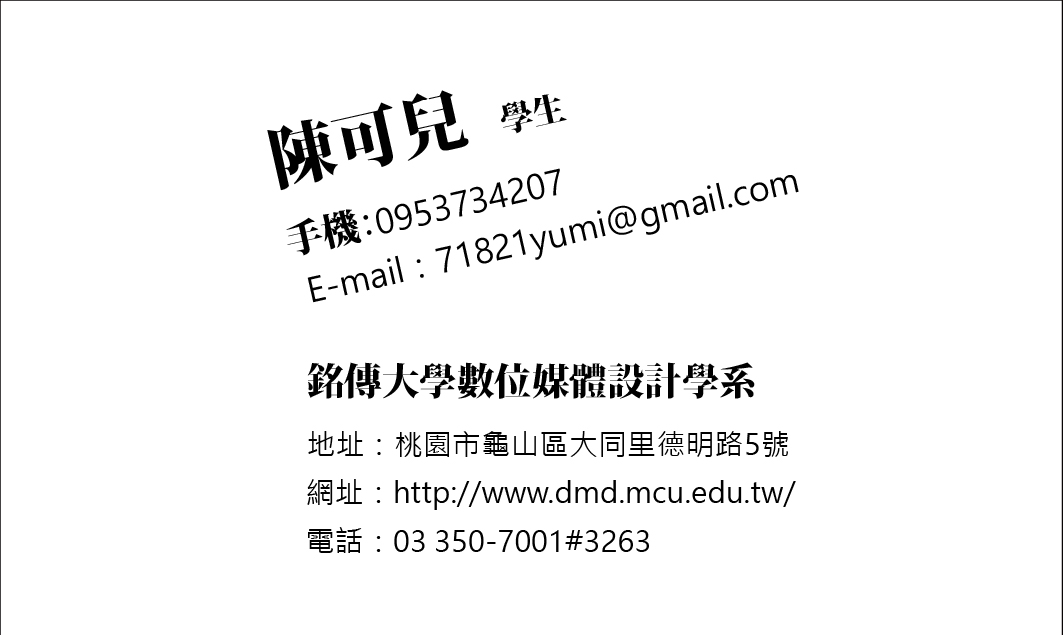 陳可兒 學生
手機:0953734207
E-mail：71821yumi@gmail.com
銘傳大學數位媒體設計學系
地址：桃園市龜山區大同里德明路5號
網址：http://www.dmd.mcu.edu.tw/
電話：03 350-7001#3263